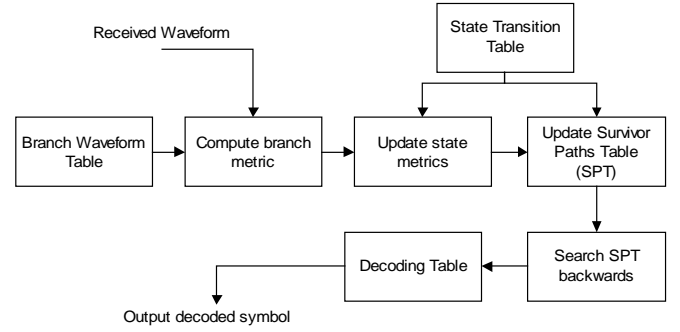 Received Waveform
State Transition
Table
Branch Waveform
Table
Compute branch
metric
Update state
metrics
Update Survivor
Paths Table
(SPT)
Decoding Table
Search SPT
backwards
Output decoded symbol